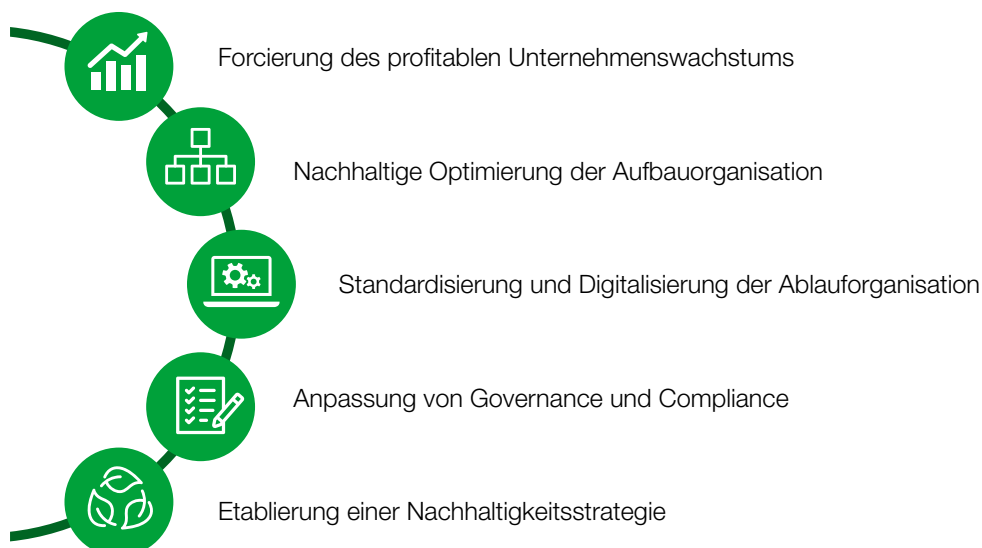 Forcierung des profitablen Unternehmenswachstums
Nachhaltige Optimierung der Aufbauorganisation
Standardisierung und Digitalisierung der Ablauforganisation
Anpassung von Governance und Compliance
Etablierung einer Nachhaltigkeitsstrategie